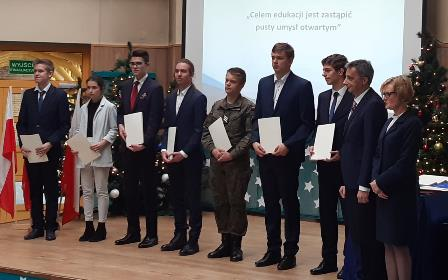 „Celem edukacji jest zastąpić
pusty umysł otwartym"
WYJŚCIE